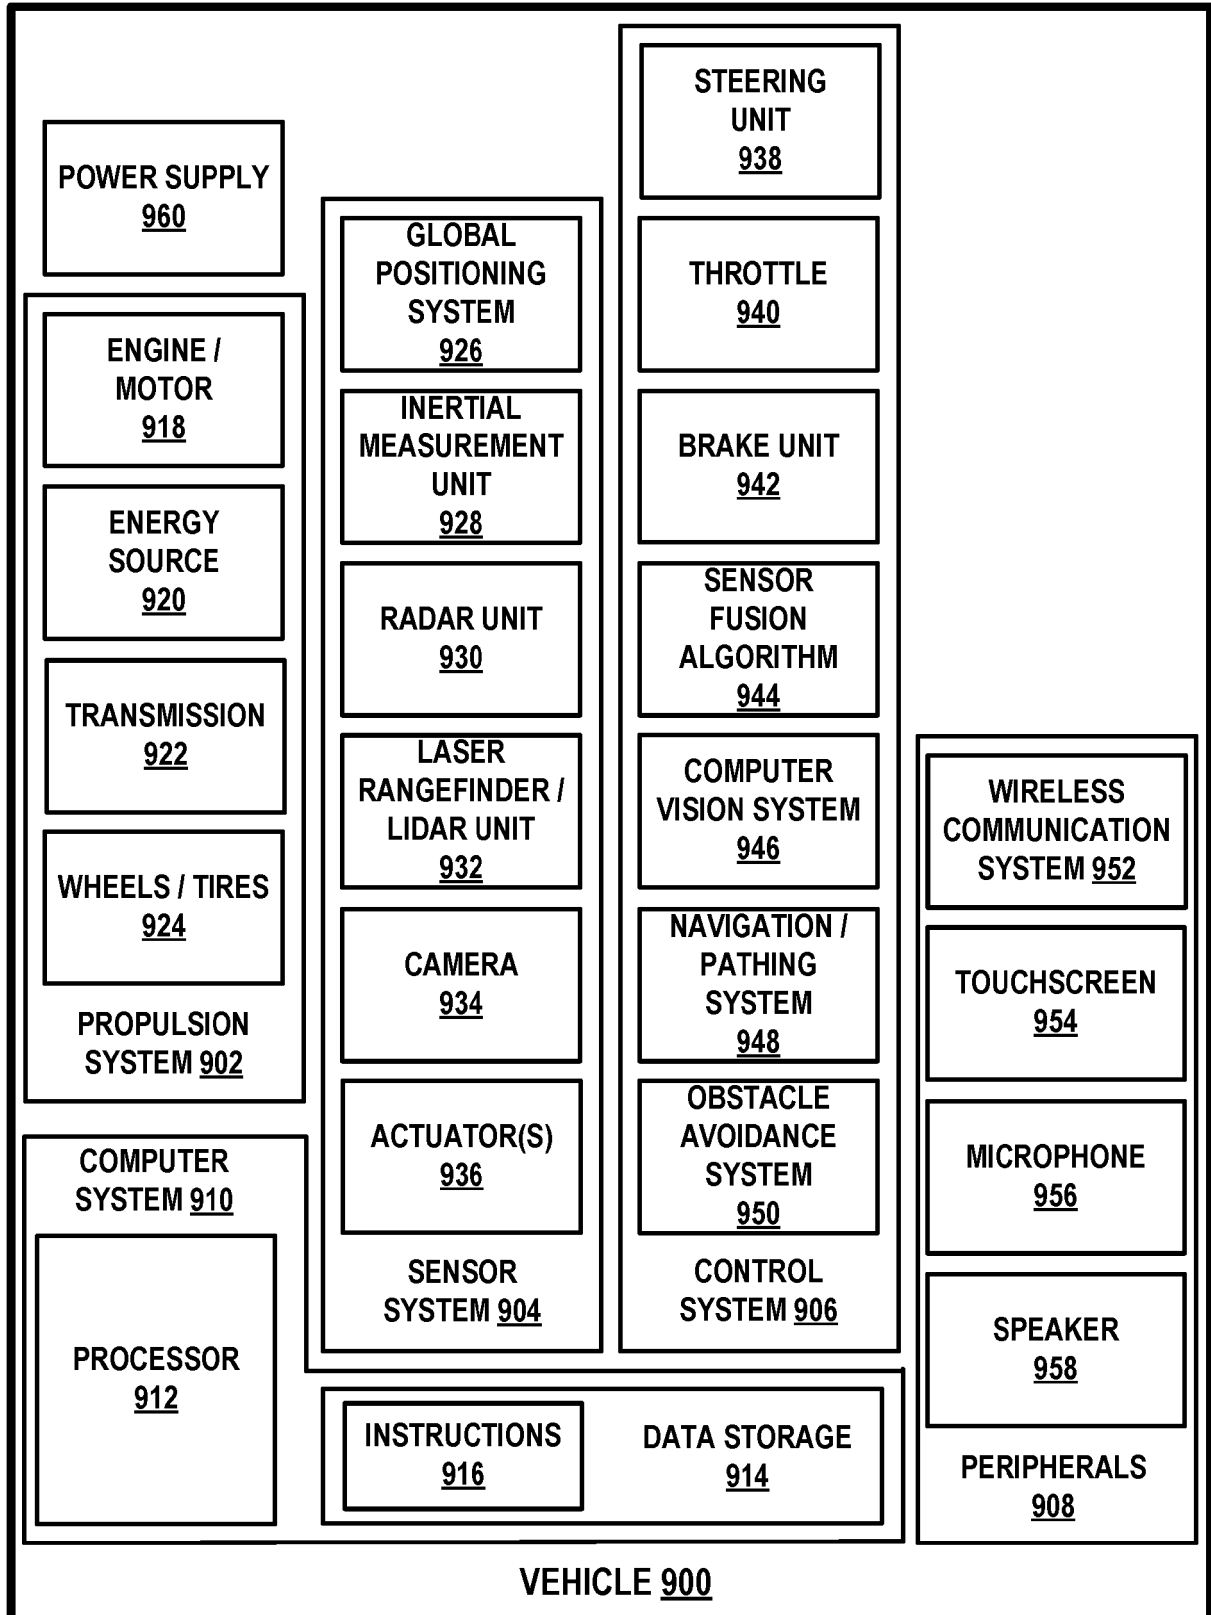 POWER SUPPLY
960
ENGINE /
MOTOR
918
ENERGY
SOURCE
920
TRANSMISSION
922
WHEELS / TIRES
924
PROPULSION
SYSTEM 902
COMPUTER
SYSTEM 910
PROCESSOR
912
GLOBAL
POSITIONING
SYSTEM
926
INERTIAL
MEASUREMENT
UNIT
928
RADAR UNIT
930
LASER
RANGEFINDER /
LIDAR UNIT
932
CAMERA
934
ACTUATOR(S)
936
SENSOR
SYSTEM 904
STEERING
UNIT
938
THROTTLE
940
BRAKE UNIT
942
SENSOR
FUSION
ALGORITHM
944
COMPUTER
VISION SYSTEM
946
NAVIGATION /
PATHING
SYSTEM
948
OBSTACLE
AVOIDANCE
SYSTEM
950
CONTROL
SYSTEM 906
INSTRUCTIONS
916
DATA STORAGE
914
WIRELESS
COMMUNICATION
SYSTEM 952
TOUCHSCREEN
954
MICROPHONE
956
SPEAKER
958
PERIPHERALS
908
VEHICLE 900